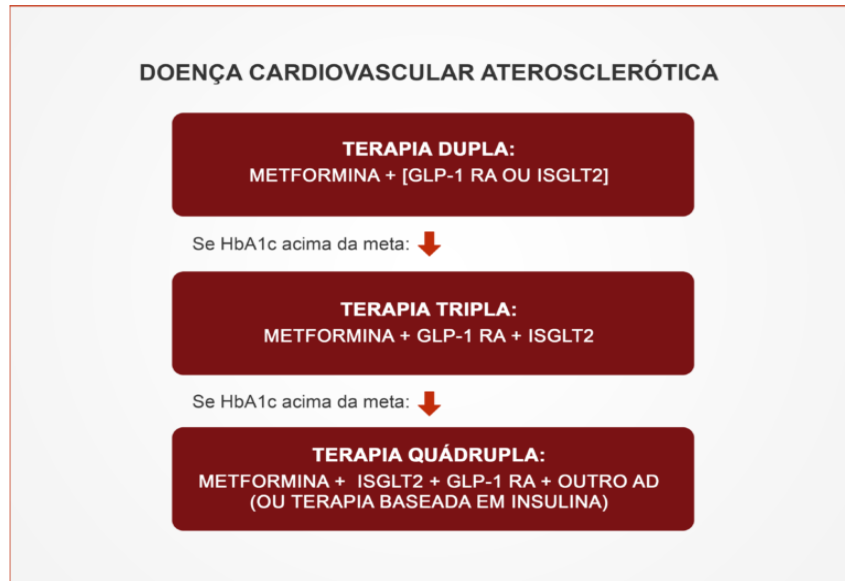 DOENÇA CARDIOVASCULAR ATEROSCLERÓTICA
TERAPIA DUPLA:
METFORMINA + [GLP-1 RA OU ISGLT2]
Se HbA1c acima da meta:
TERAPIA TRIPLA:
METFORMINA + GLP-1 RA + ISGLT2
Se HbA1c acima da meta:
TERAPIA QUÁDRUPLA:
METFORMINA + ISGLT2 + GLP-1 RA + OUTRO AD
(OU TERAPIA BASEADA EM INSULINA)